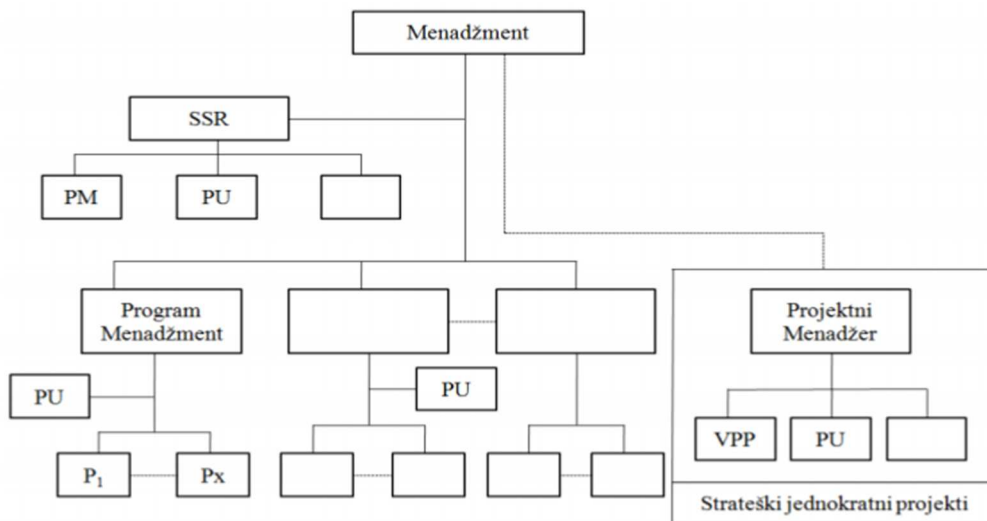 Menadžment
SSR
PM
PU
Program
Menadžment
Projektni
Menadžer
PU
PU
VPP
PU
P₁
Px
Strateški jednokratni projekti